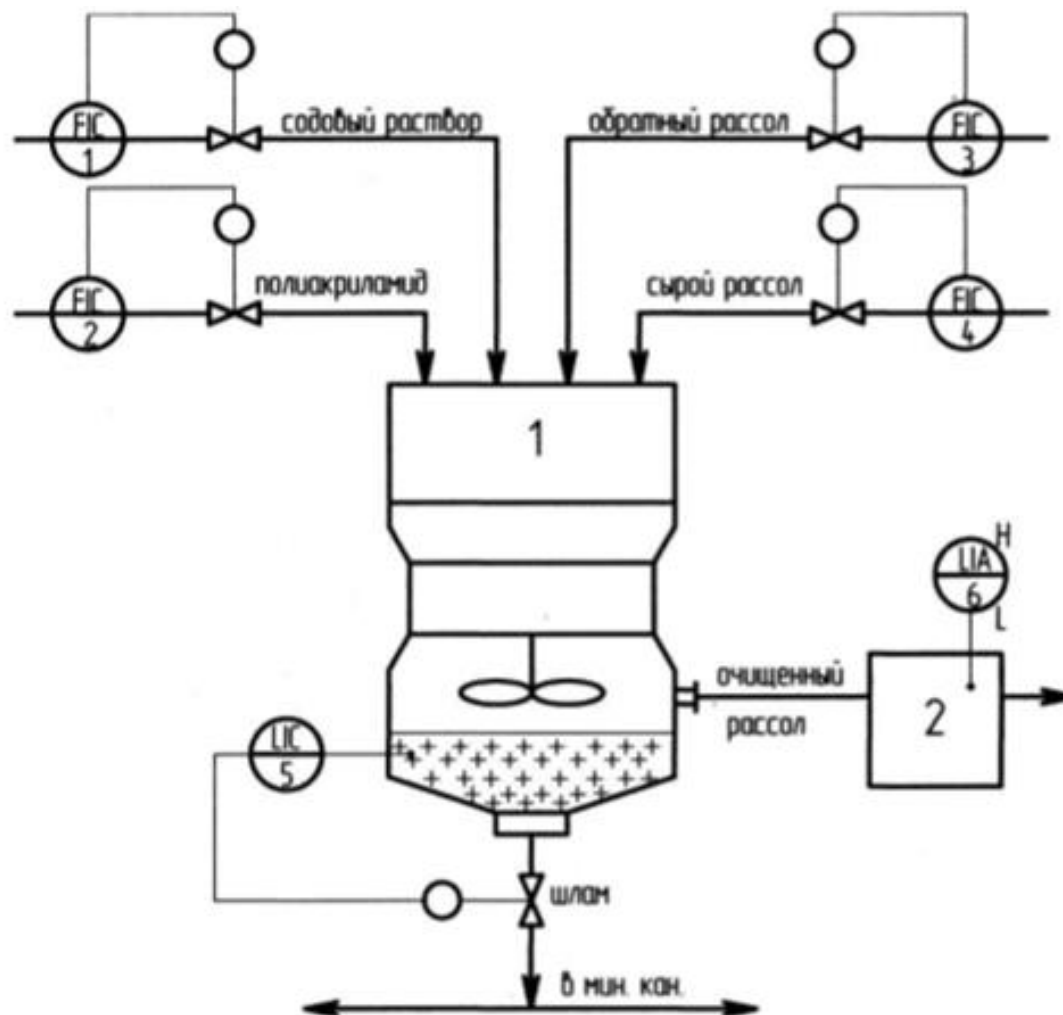 FIC
1
содовый раствор
обратный рассол
FIC
3
FIC
2
полиакриламид
сырой рассол
FIC
4
1
H
LIA
6
L
очищенный
рассол
2
LIC
5
шлам
в мин. кан.